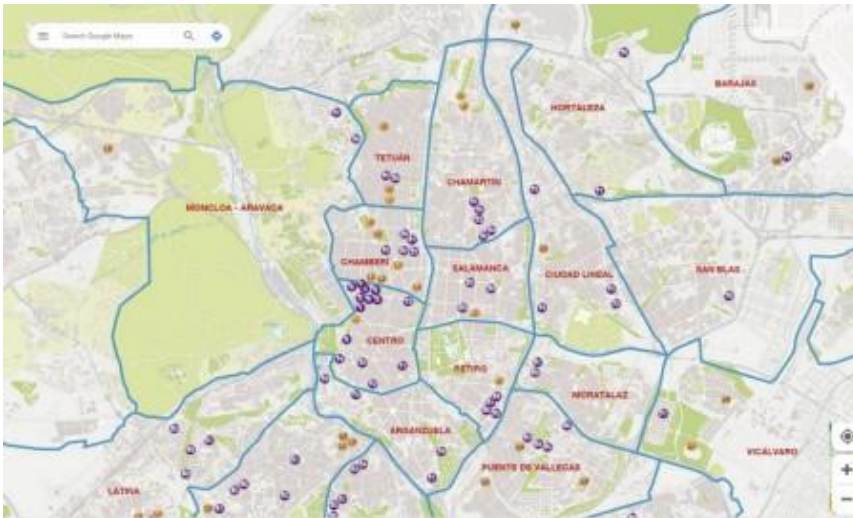 Search Google Maps
BARAJAS
HORTALEZA
TETUÁN
CHAMARTÍN
MONCLOA - ARAVACA
CHAMBERÍ
SALAMANCA
CIUDAD LINEAL
SAN BLAS
CENTRO
RETIRO
MORATALAZ
ARGANZUELA
VICÁLVARO
PUENTE DE VALLECAS
LATINA